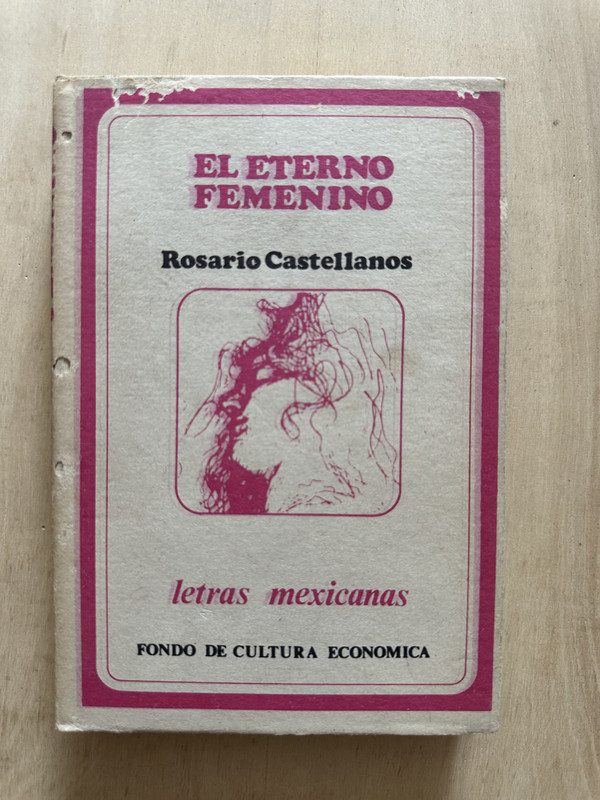 EL ETERNO
FEMENINO
Rosario Castellanos
letras mexicanas
FONDO DE CULTURA ECONOMICA